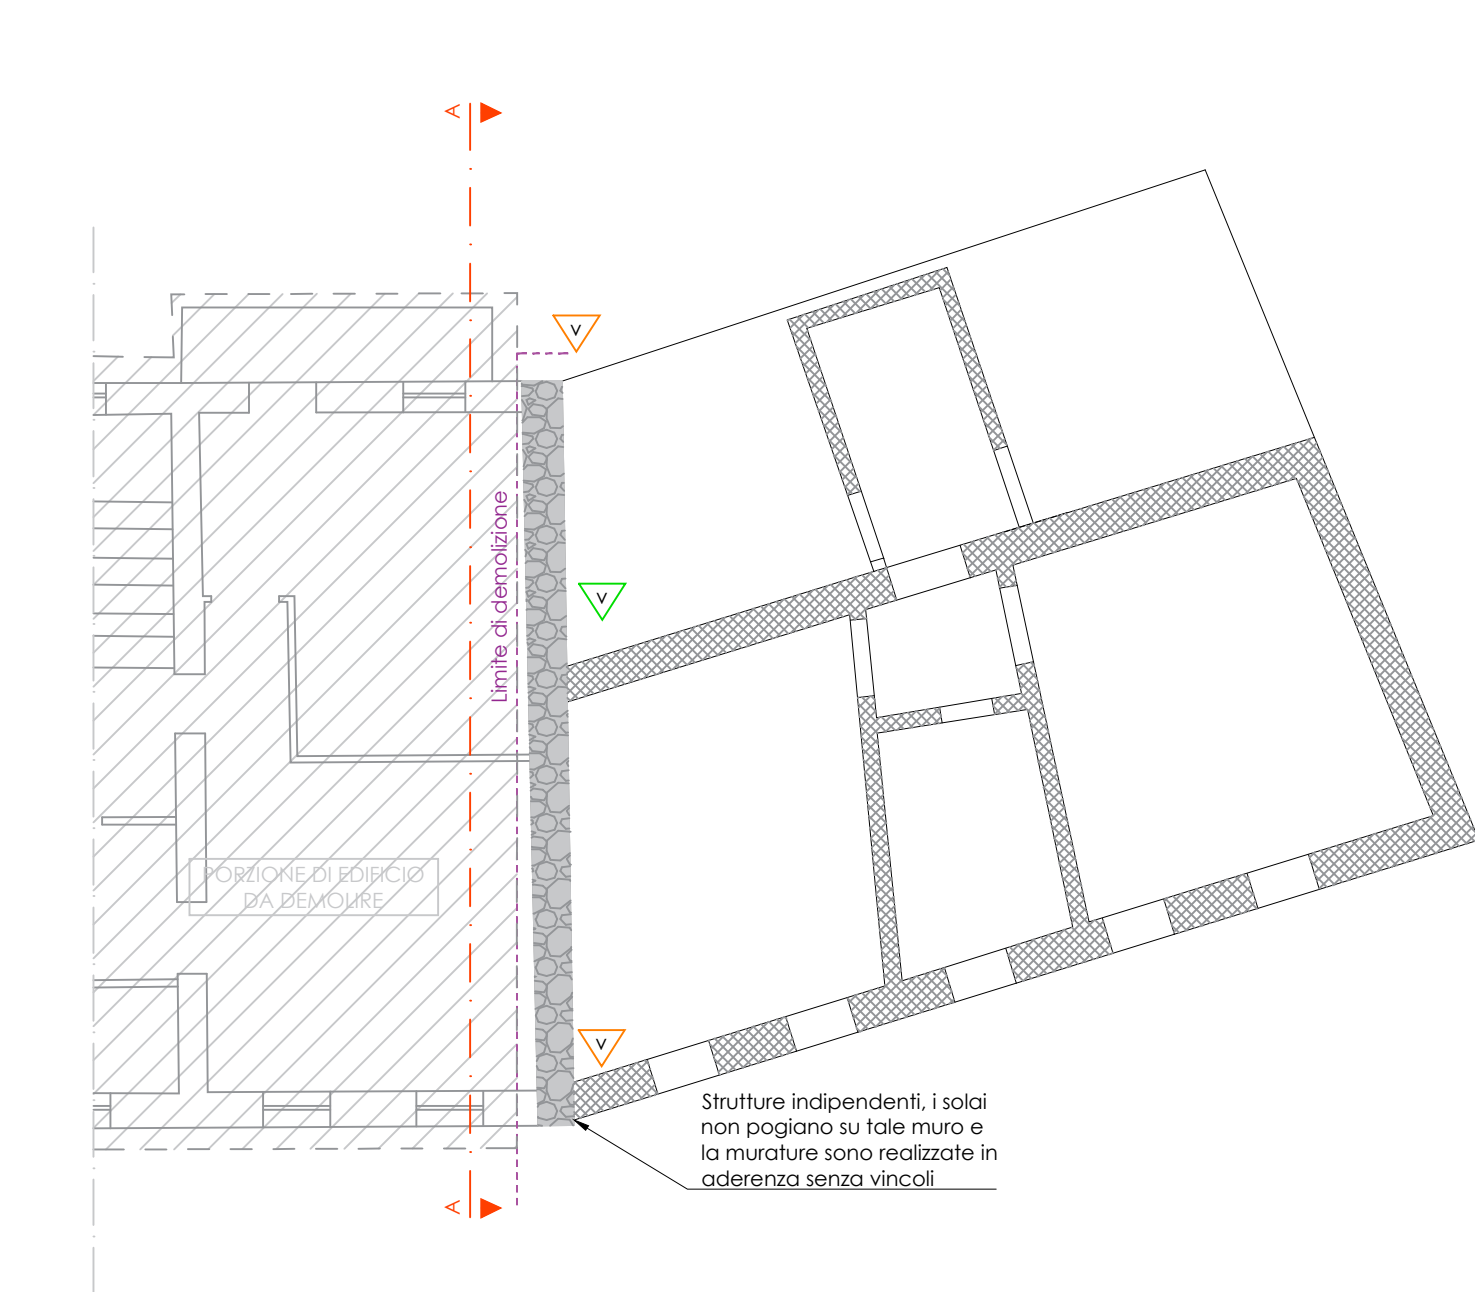 A
V
Limite di demolizione
V
PORZIONE DI EDIFICIO
DA DEMOLIRE
V
Strutture indipendenti, i solai
non pogiano su tale muro e
la murature sono realizzate in
aderenza senza vincoli
A